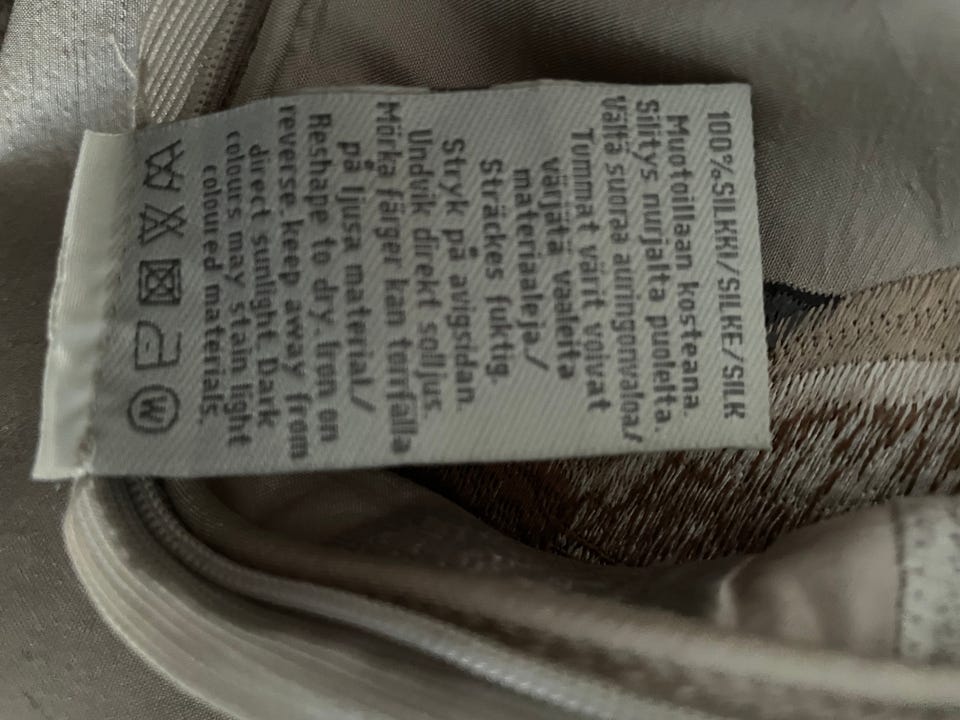 100%SILKKI/SILKE/SILK
Muotoillaan kosteana.
Silitys nurjalta puolelta.
Vältä suoraa auringonvaloa/
Tummat värit voivat
värjätä vaaleita
materiaaleja/
Sträckes fuktig.
Stryk på avigsidan.
Undvik direkt solljus.
Mörka färger kan torrfälla
på ljusa material/
Reshape to dry.Iron on
reverse.keep away from
direct sunlight.Dark
colours may stain light
coloured materials.
W